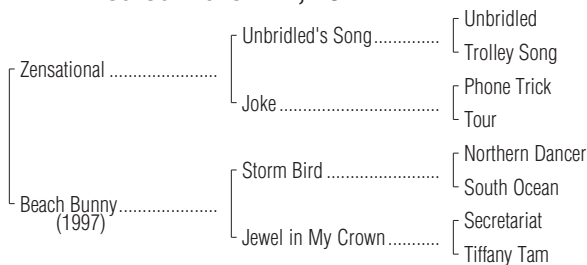 Unbridled
Unbridled's Song..............
Trolley Song
Zensational .......................
Phone Trick
Joke ..................................
Tour
Northern Dancer
Storm Bird ........................
South Ocean
Beach Bunny.....................
(1997)
Secretariat
Jewel in My Crown...........
Tiffany Tam